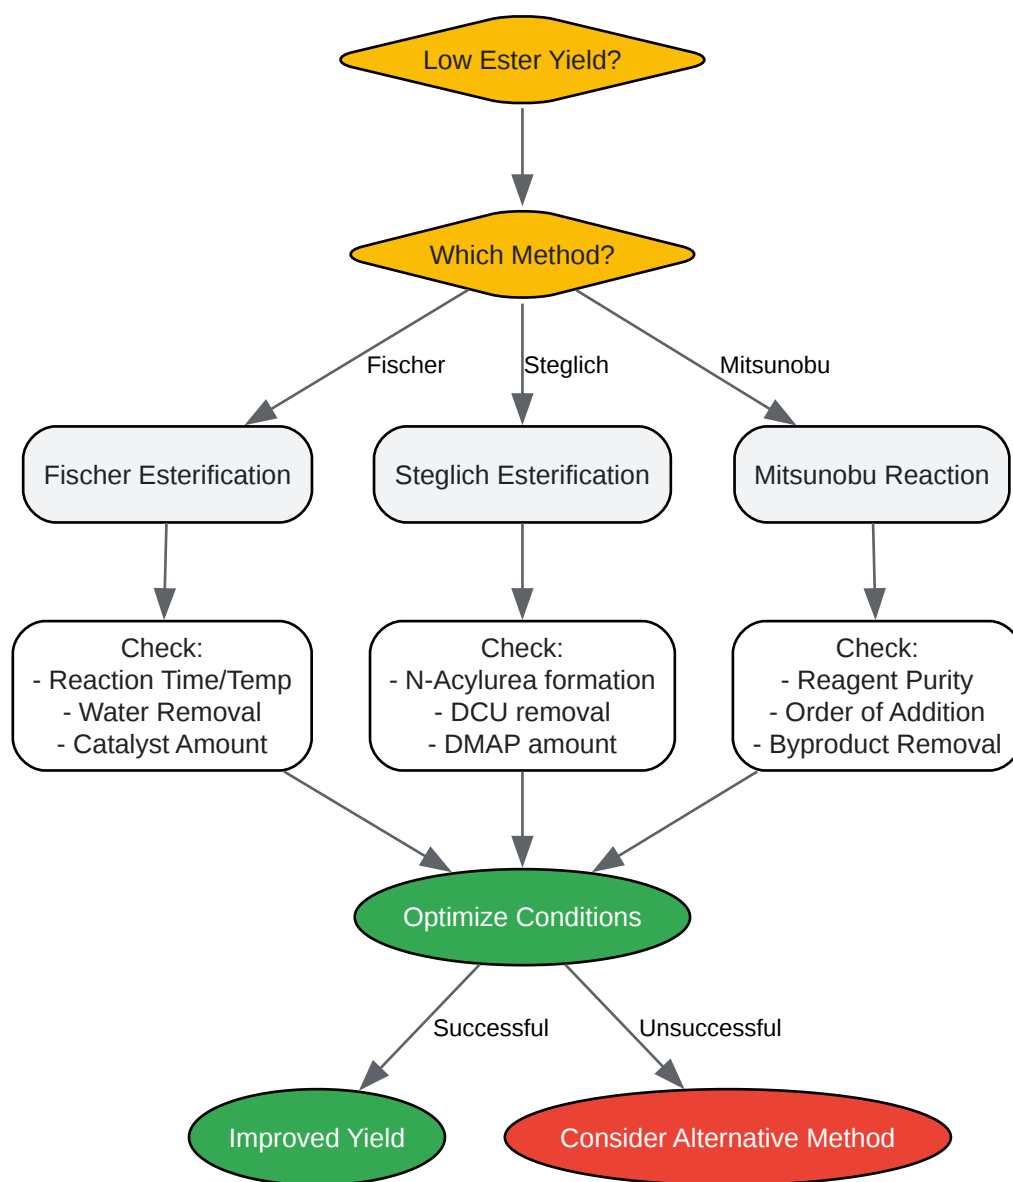 Low Ester Yield?
Which Method?
Fischer
Steglich
Mitsunobu
Fischer Esterification
Steglich Esterification
Mitsunobu Reaction
Check:
- Reaction Time/Temp
- Water Removal
- Catalyst Amount
Check:
- N-Acylurea formation
- DCU removal
- DMAP amount
Check:
- Reagent Purity
- Order of Addition
- Byproduct Removal
Optimize Conditions
Successful
Unsuccessful
Improved Yield
Consider Alternative Method